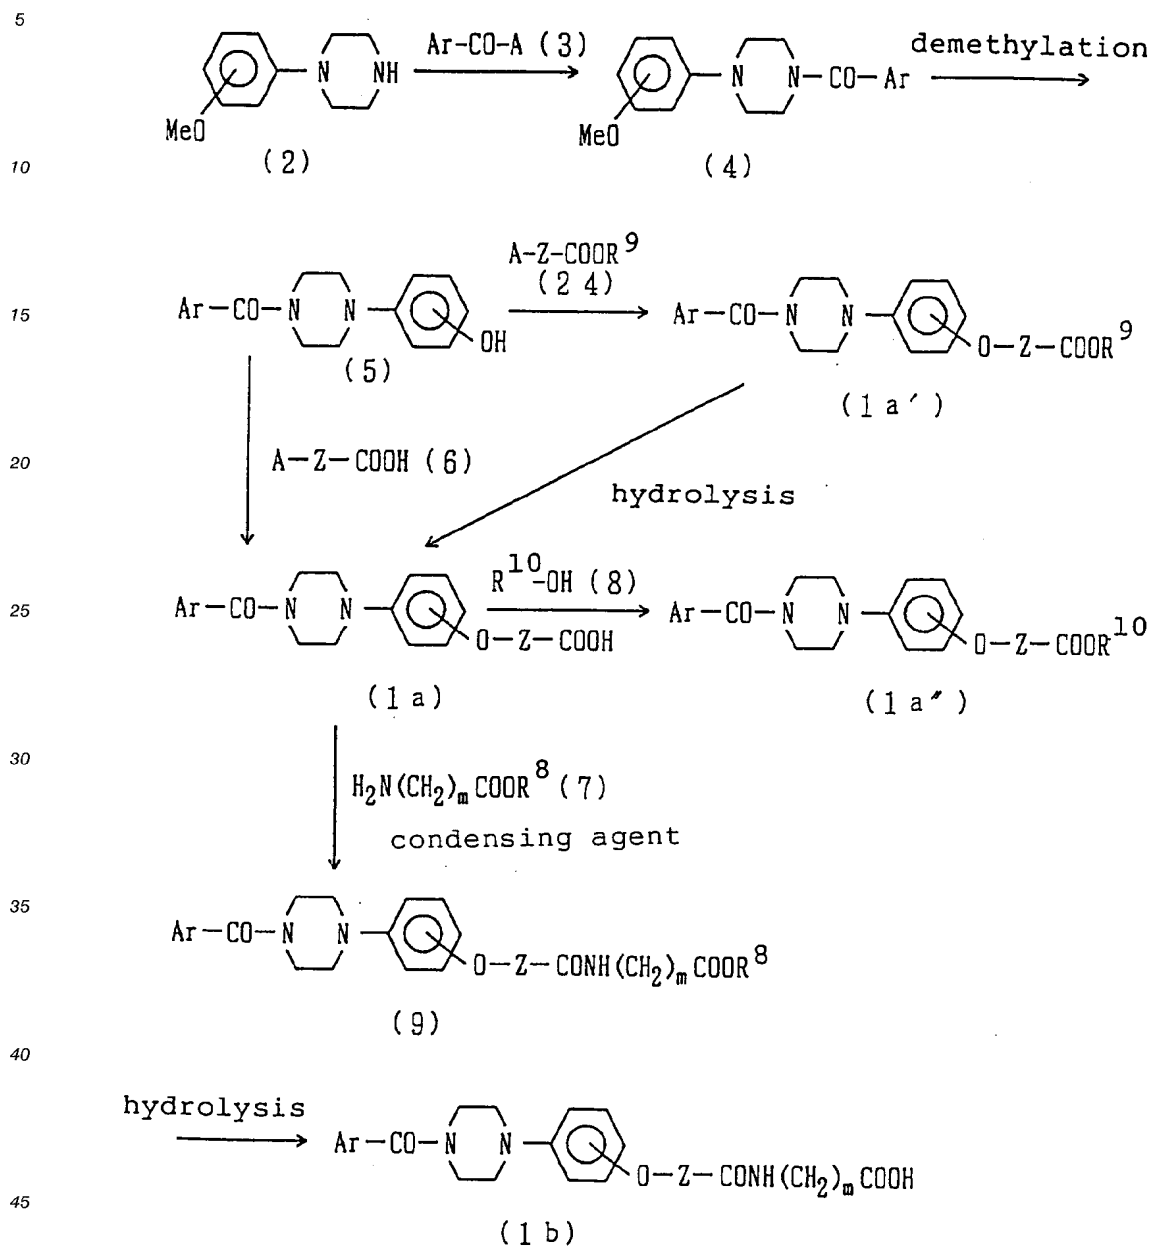 5
N NH Ar-CO-A (3) N N-CO-Ar demethylation
MeO MeO
(2) (4)
10
A-Z-COOR⁹
(24)
15 Ar-CO-N N OH Ar-CO-N N O-Z-COOR⁹
(5) (1a′)
20 A-Z-COOH (6)
hydrolysis
R¹⁰-OH (8)
25 Ar-CO-N N O-Z-COOH Ar-CO-N N O-Z-COOR¹⁰
(1a″)
(1a)
30
H₂N(CH₂)ₘCOOR⁸ (7)
condensing agent
35 Ar-CO-N N O-Z-CONH(CH₂)ₘCOOR⁸
(9)
40
hydrolysis
Ar-CO-N N O-Z-CONH(CH₂)ₘCOOH
45
(1b)